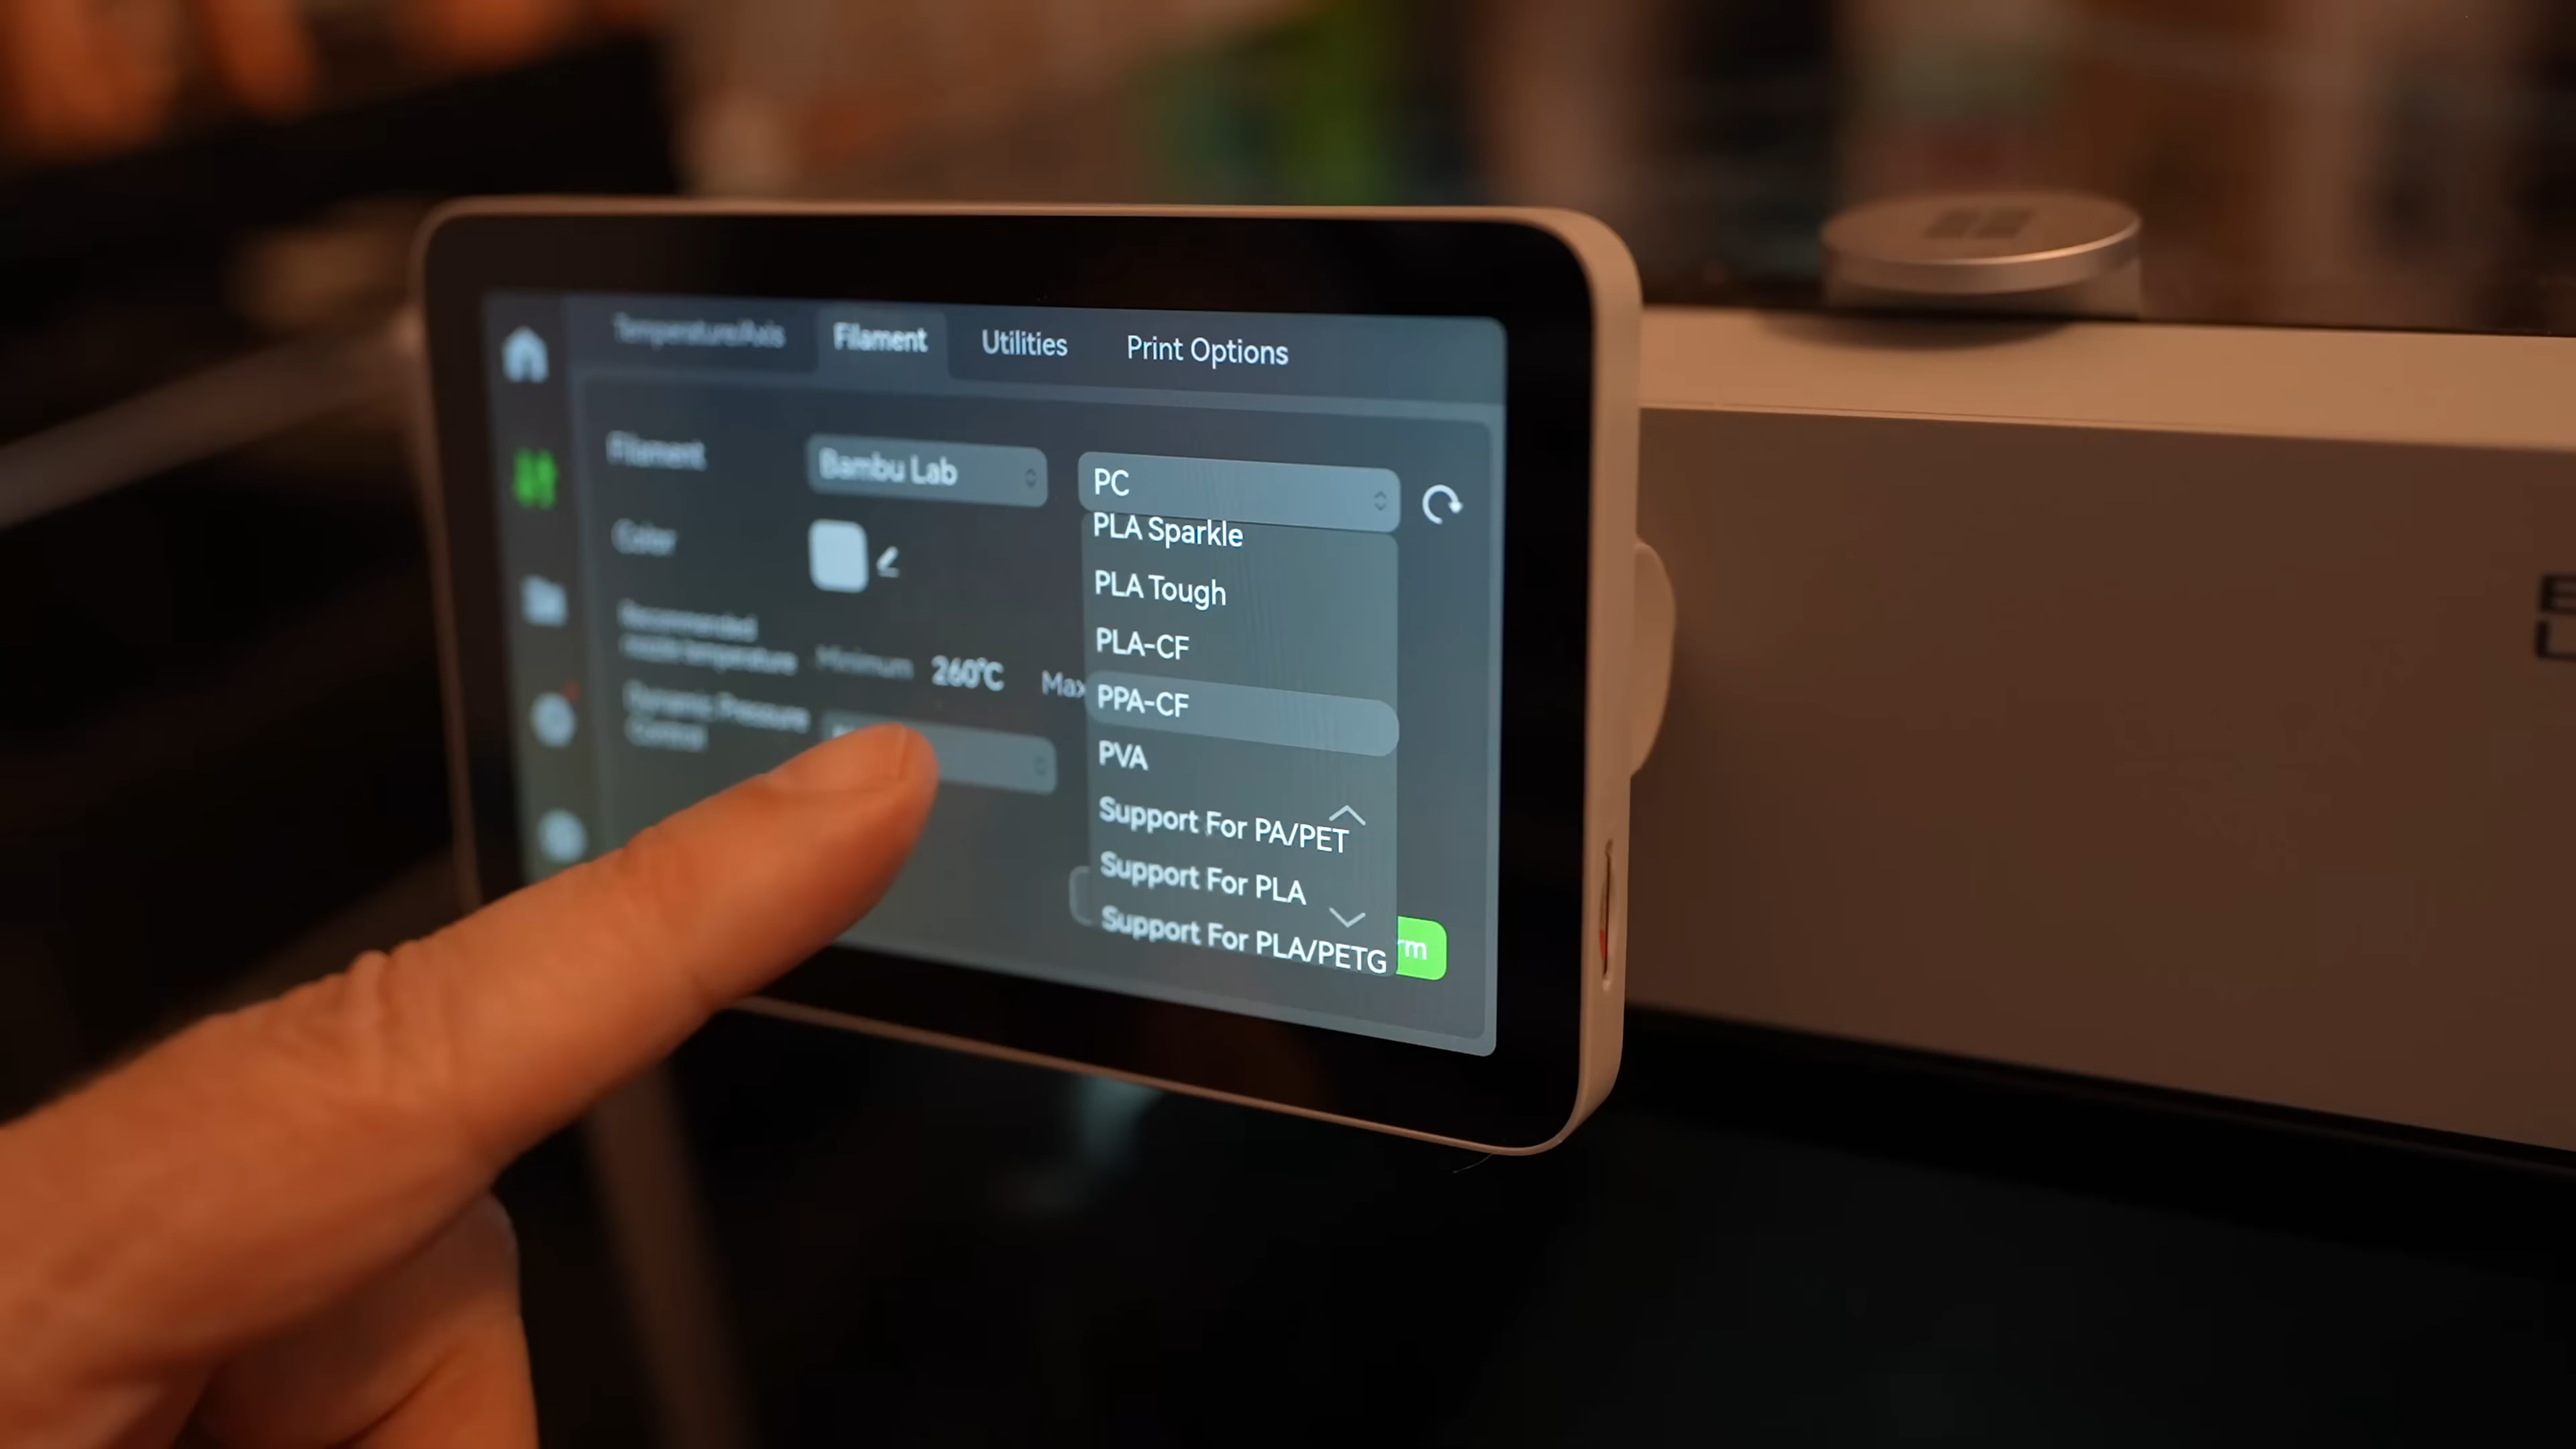 Temperature/Axis Filament Utilities Print Options
Filament Bambu Lab PC
PLA Sparkle
Color
PLA Tough
PLA-CF
Recommended
nozzle temperature Minimum 260°C Max
PPA-CF
Dynamic Pressure
Control
PVA
Support For PA/PET
Support For PLA
Support For PLA/PETG
rm